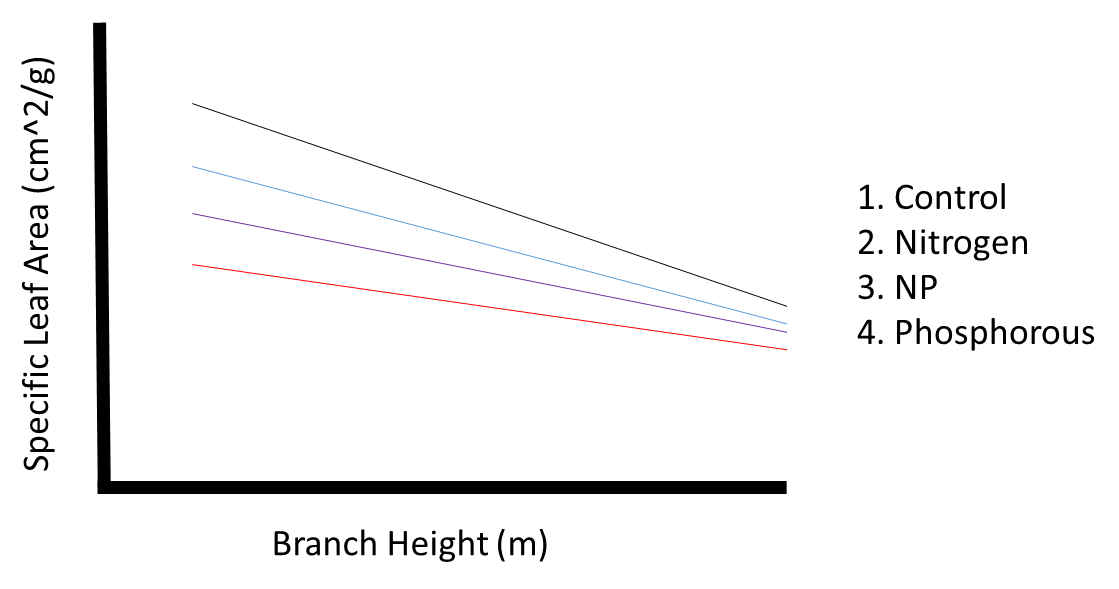 Specific Leaf Area (cm^2/g)
1. Control
2. Nitrogen
3. NP
4. Phosphorous
Branch Height (m)